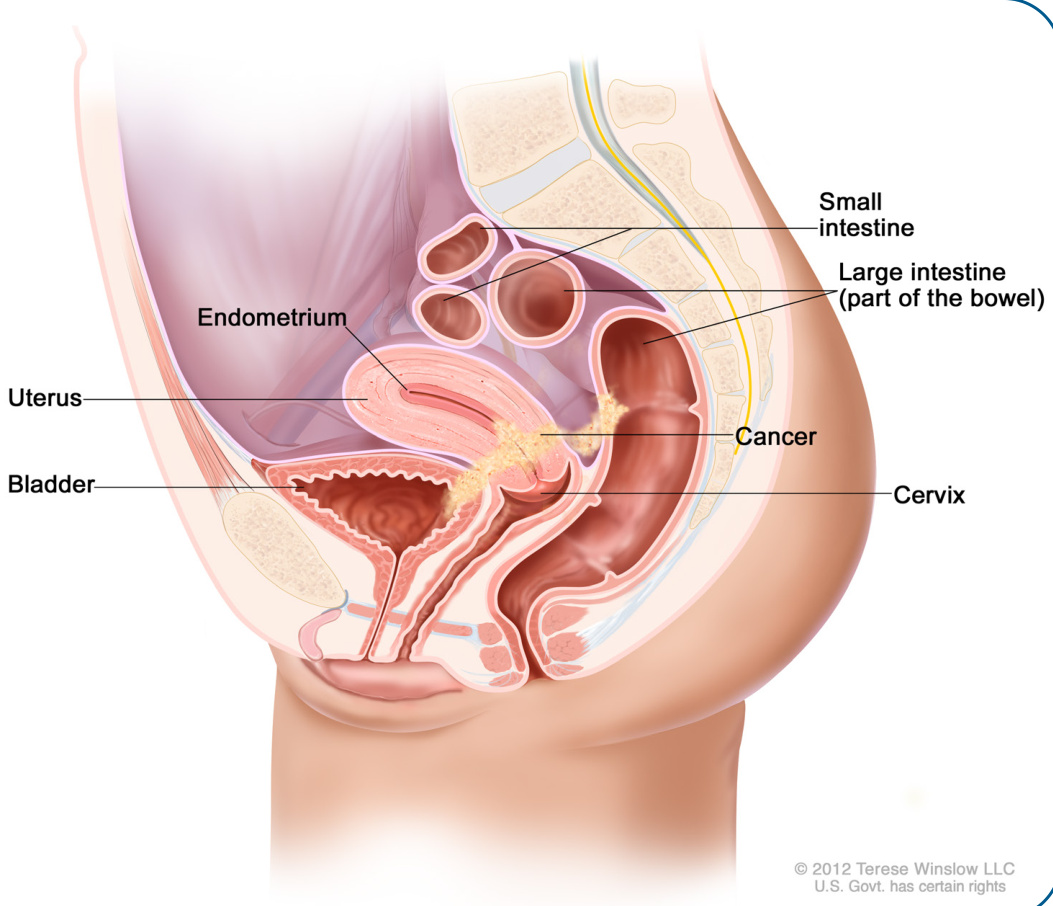 Small
intestine
Large intestine
(part of the bowel)
Endometrium
Uterus
Cancer
Bladder
Cervix
© 2012 Terese Winslow LLC
U.S. Govt. has certain rights